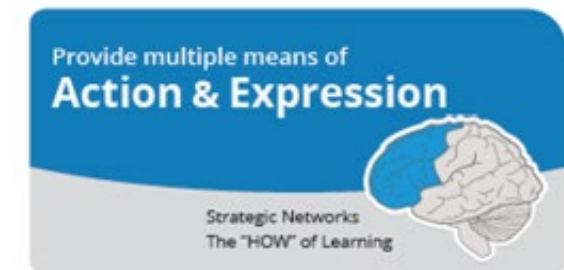 Provide multiple means of
Action & Expression
Strategic Networks
The "HOW" of Learning